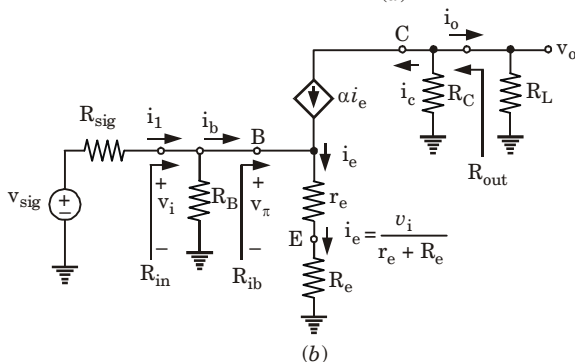 i_o
C
v_o
i_c
R_C
R_L
αi_e
R_out
R_sig
i_1
i_b
B
i_e
v_sig
+
−
+
v_i
−
R_B
+
v_π
−
r_e
E
i_e = v_i / (r_e + R_e)
R_in
R_ib
R_e
(b)